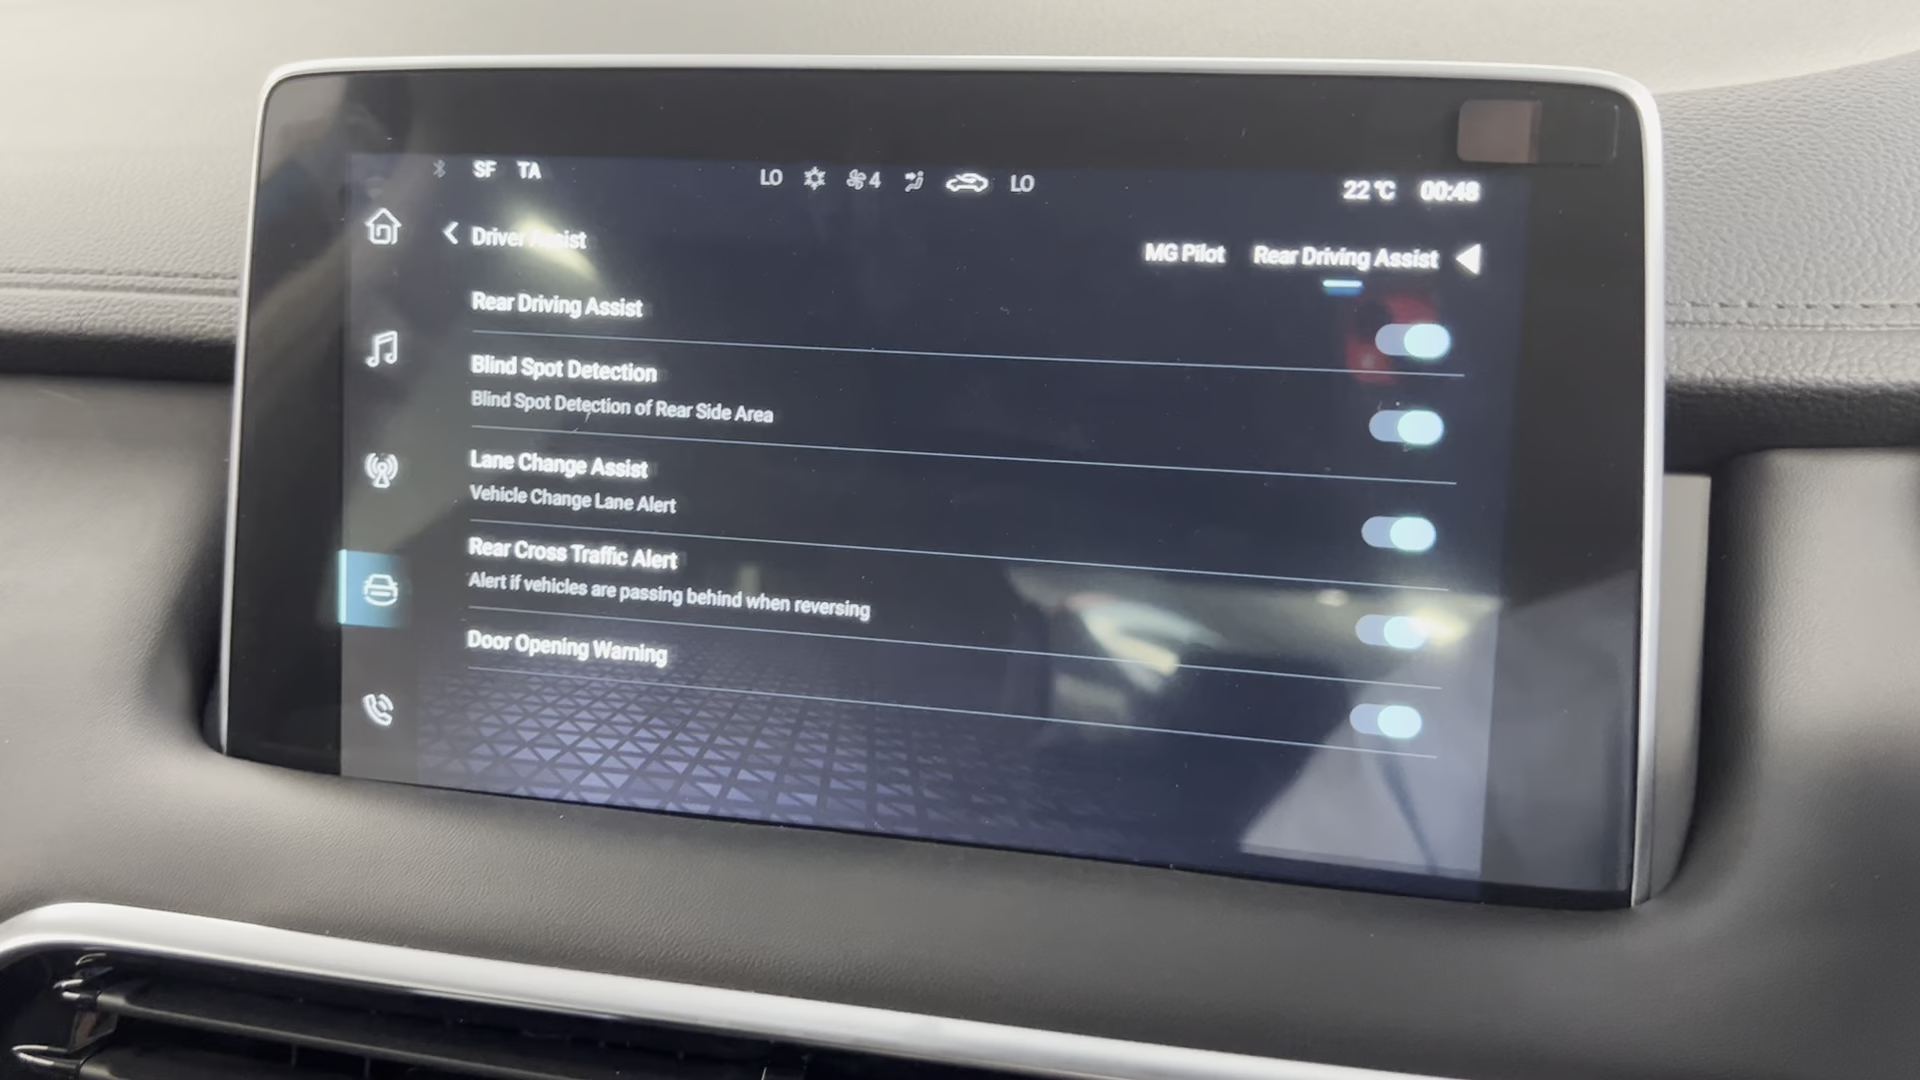 SF TA LO 4 LO 22 °C 00:48
Driver Assist
MG Pilot Rear Driving Assist
Rear Driving Assist
Blind Spot Detection
Blind Spot Detection of Rear Side Area
Lane Change Assist
Vehicle Change Lane Alert
Rear Cross Traffic Alert
Alert if vehicles are passing behind when reversing
Door Opening Warning